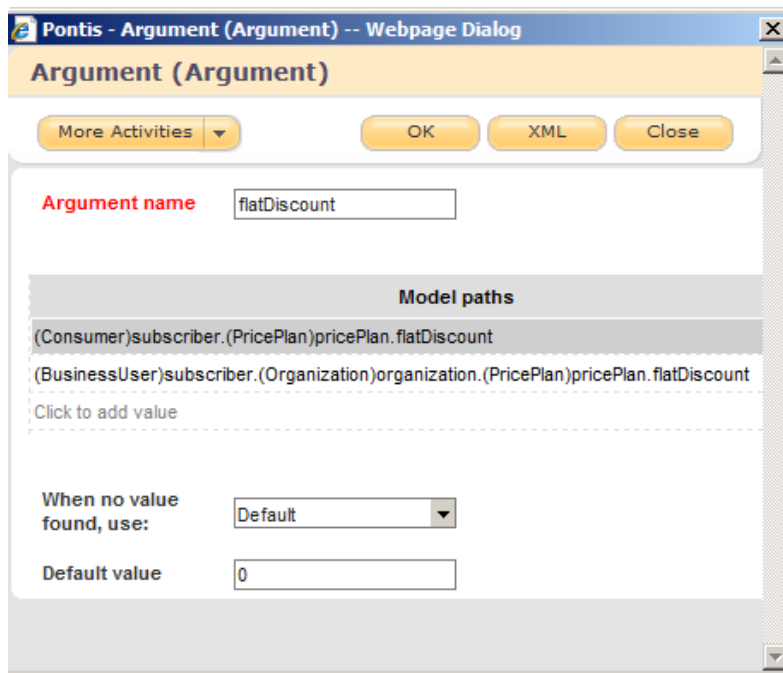 Pontis - Argument (Argument) -- Webpage Dialog
Argument (Argument)
More Activities OK XML Close
Argument name flatDiscount
Model paths
(Consumer)subscriber.(PricePlan)pricePlan.flatDiscount
(BusinessUser)subscriber.(Organization)organization.(PricePlan)pricePlan.flatDiscount
Click to add value
When no value
found, use: Default
Default value 0